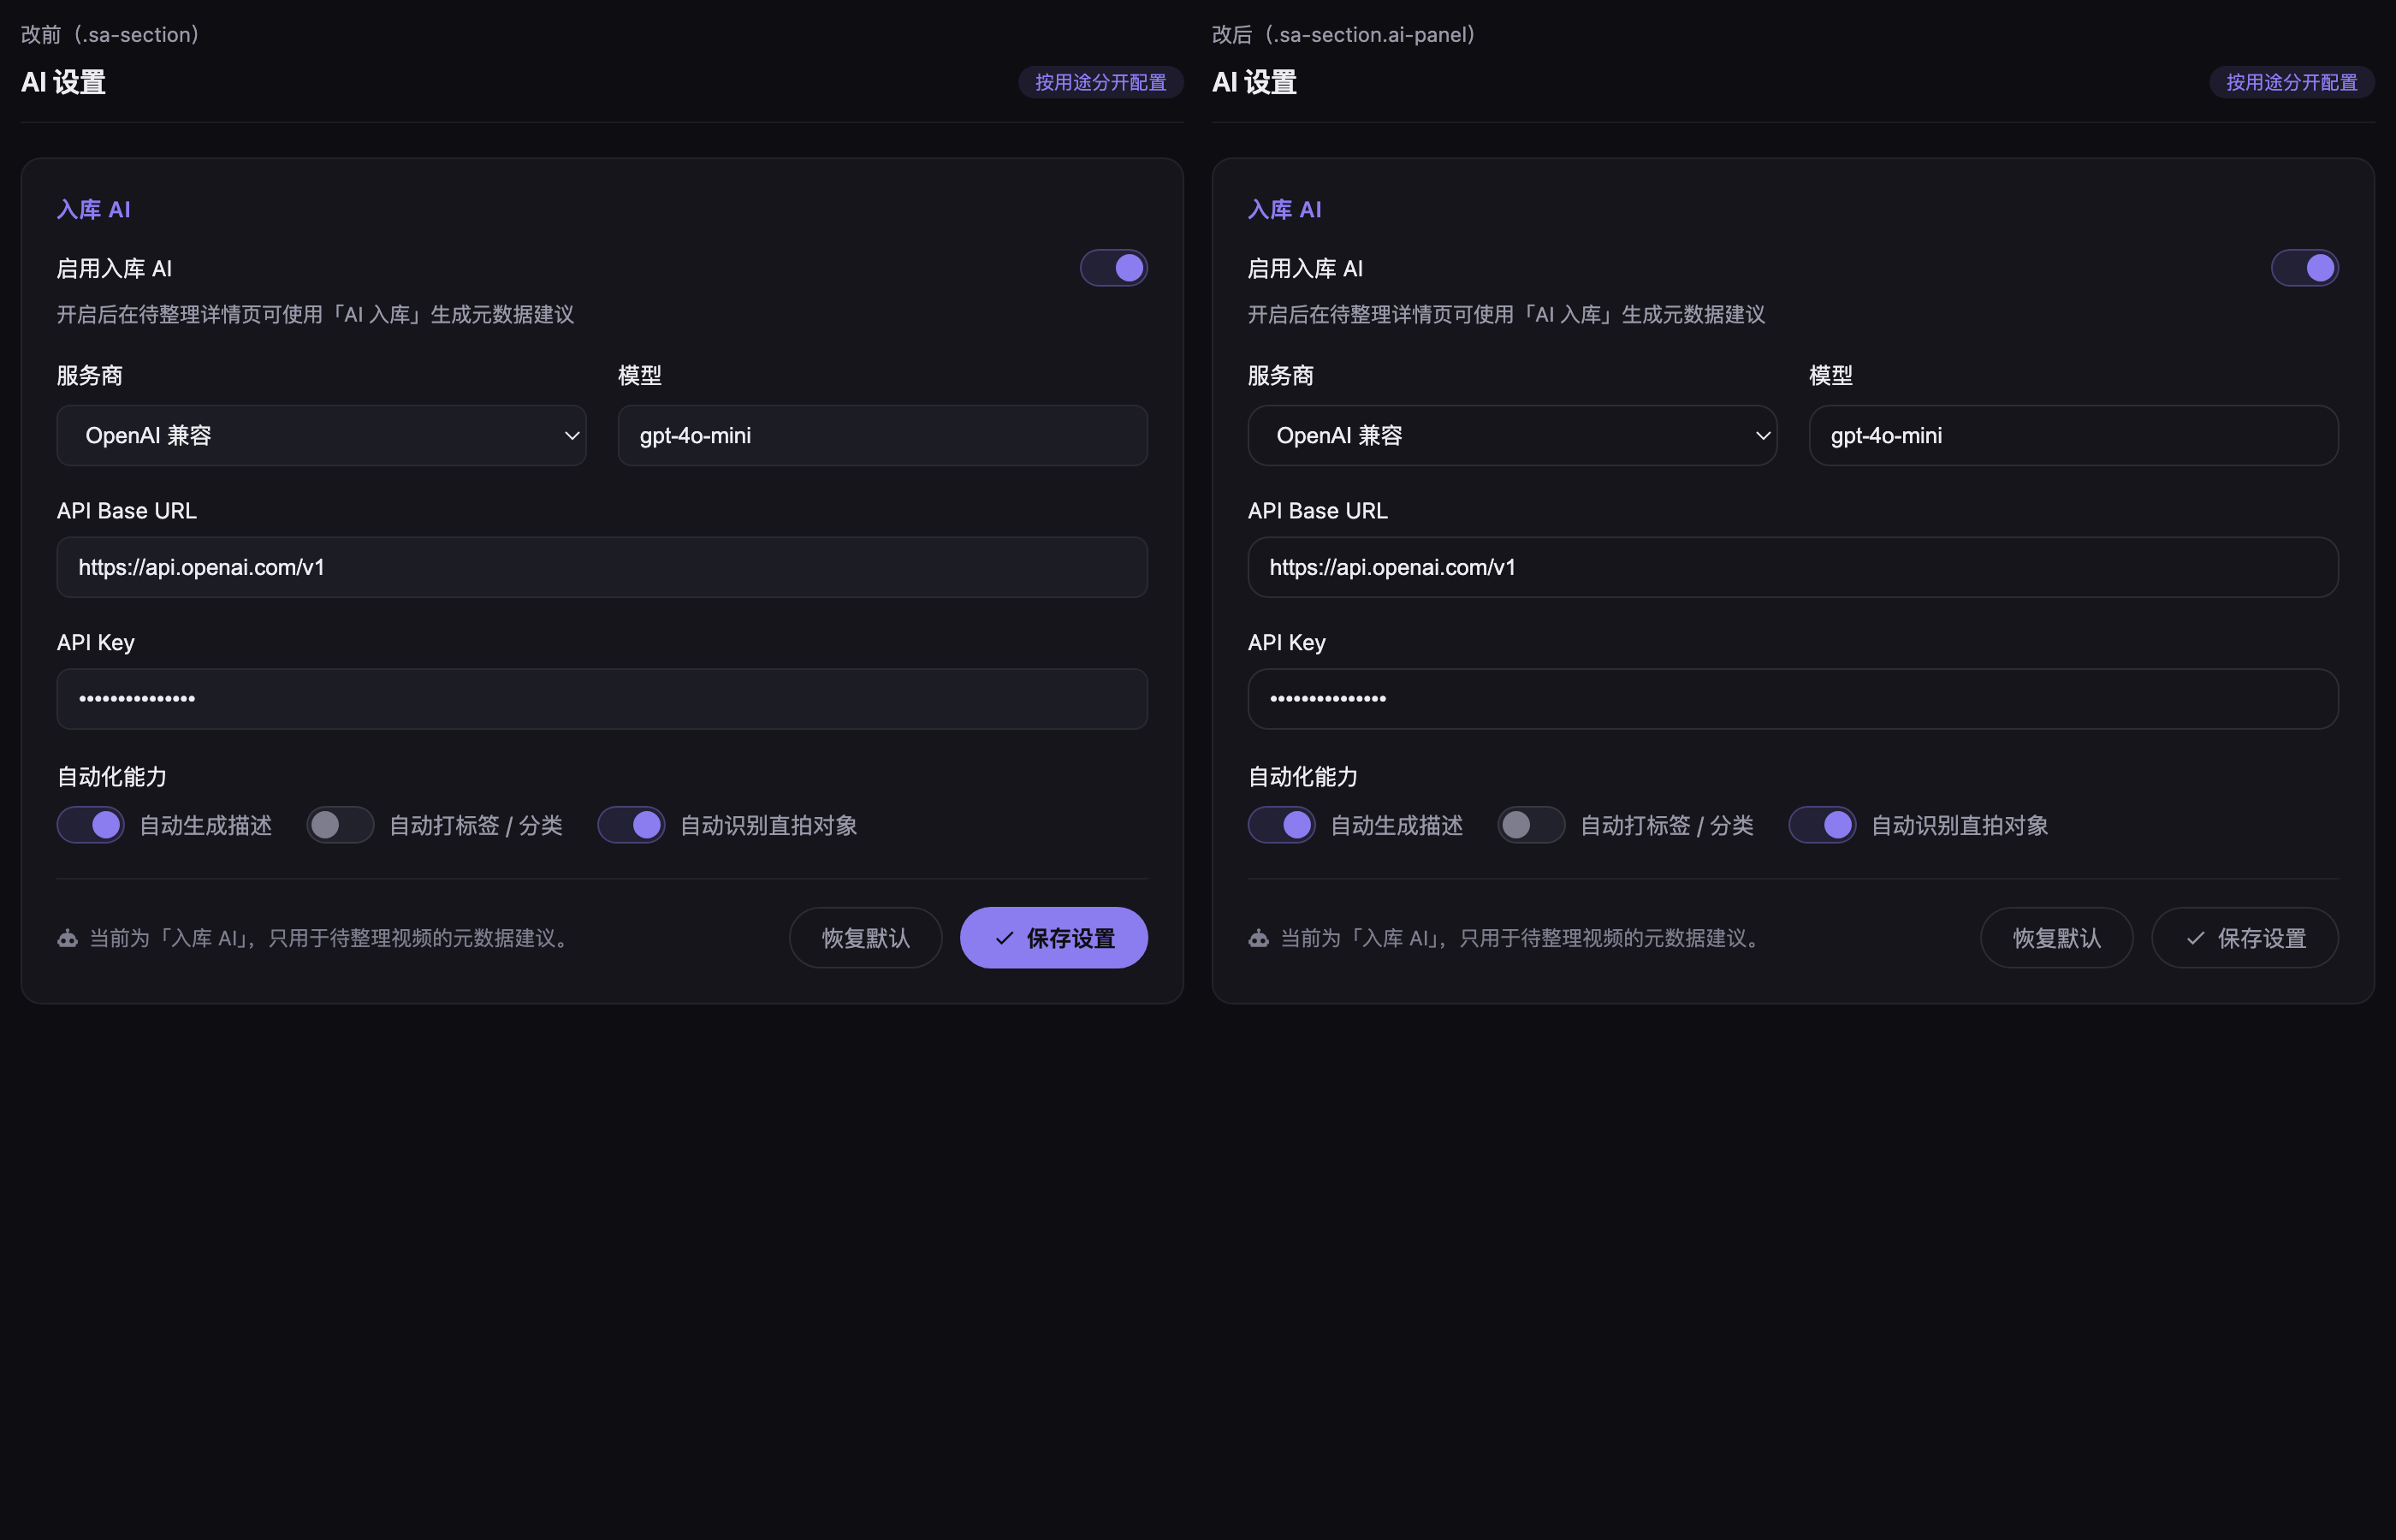 改前（.sa-section）
AI 设置
按用途分开配置
入库 AI
启用入库 AI
开启后在待整理详情页可使用「AI 入库」生成元数据建议
服务商
模型
OpenAI 兼容
gpt-4o-mini
API Base URL
https://api.openai.com/v1
API Key
•••••••••••••••
自动化能力
自动生成描述
自动打标签 / 分类
自动识别直拍对象
当前为「入库 AI」，只用于待整理视频的元数据建议。
恢复默认
保存设置
改后（.sa-section.ai-panel）
AI 设置
按用途分开配置
入库 AI
启用入库 AI
开启后在待整理详情页可使用「AI 入库」生成元数据建议
服务商
模型
OpenAI 兼容
gpt-4o-mini
API Base URL
https://api.openai.com/v1
API Key
•••••••••••••••
自动化能力
自动生成描述
自动打标签 / 分类
自动识别直拍对象
当前为「入库 AI」，只用于待整理视频的元数据建议。
恢复默认
保存设置